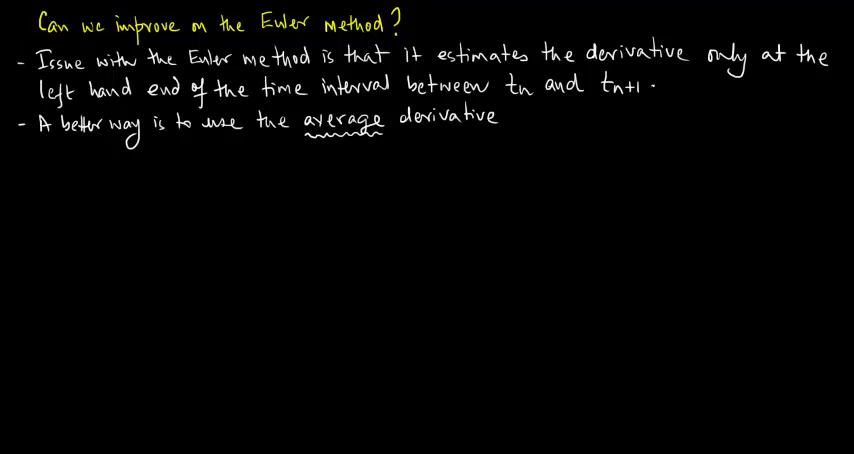 Can we improve on the Euler method?
- Issue with the Euler method is that it estimates the derivative only at the
left hand end of the time interval between tn and tn+1.
- A better way is to use the average derivative